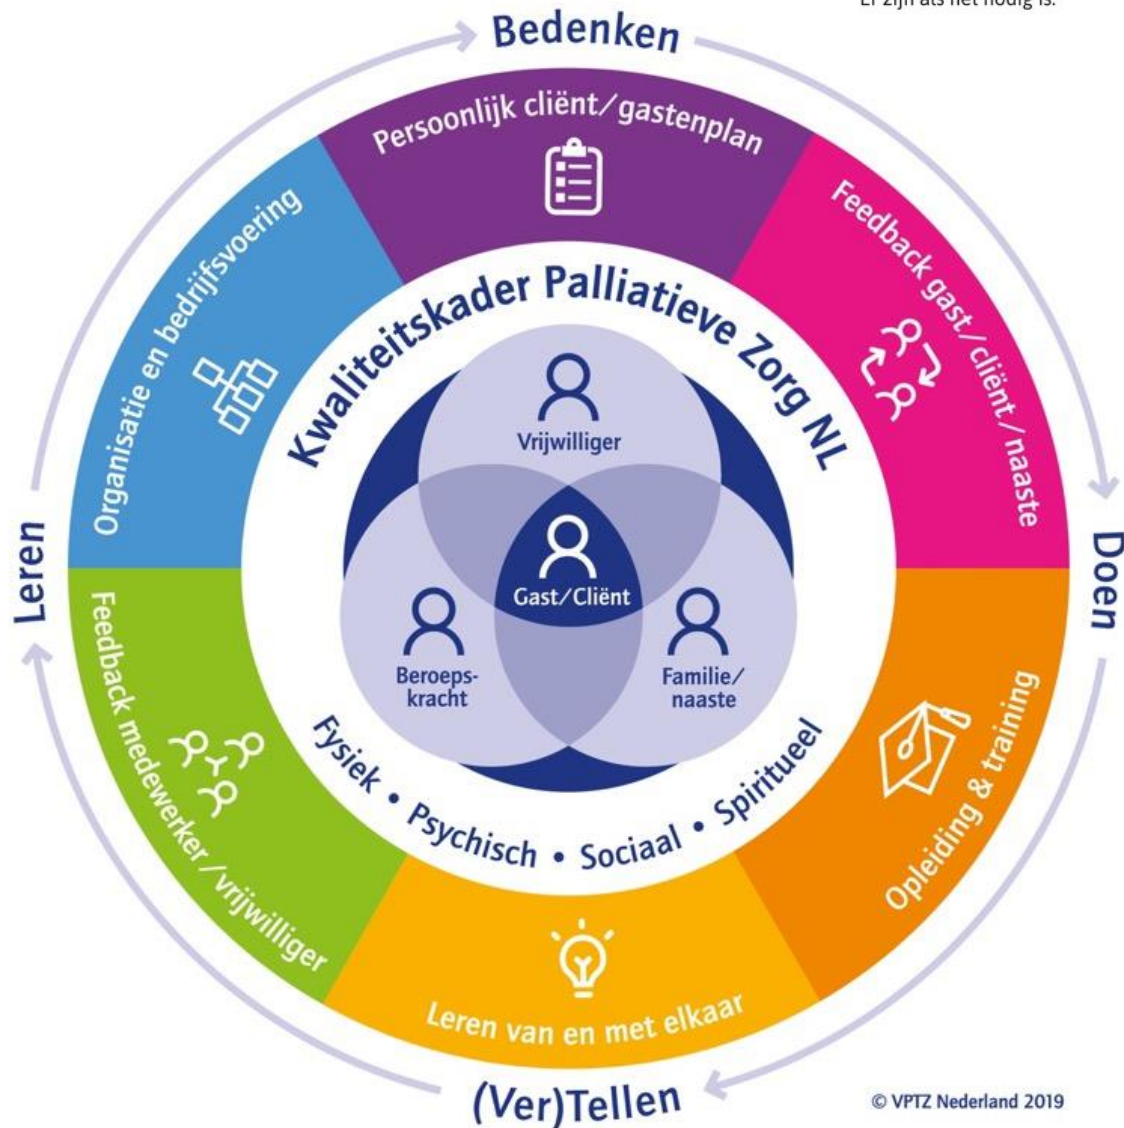 Er zijn als het nodig is.
Bedenken
Persoonlijk cliënt/gastenplan
Feedback gast/cliënt/naaste
Organisatie en bedrijfsvoering
Kwaliteitskader Palliatieve Zorg NL
Vrijwilliger
Gast/Cliënt
Beroeps-
kracht
Familie/
naaste
Leren
Doen
Fysiek • Psychisch • Sociaal • Spiritueel
Feedback medewerker/vrijwilliger
Opleiding & training
Leren van en met elkaar
(Ver)Tellen
© VPTZ Nederland 2019